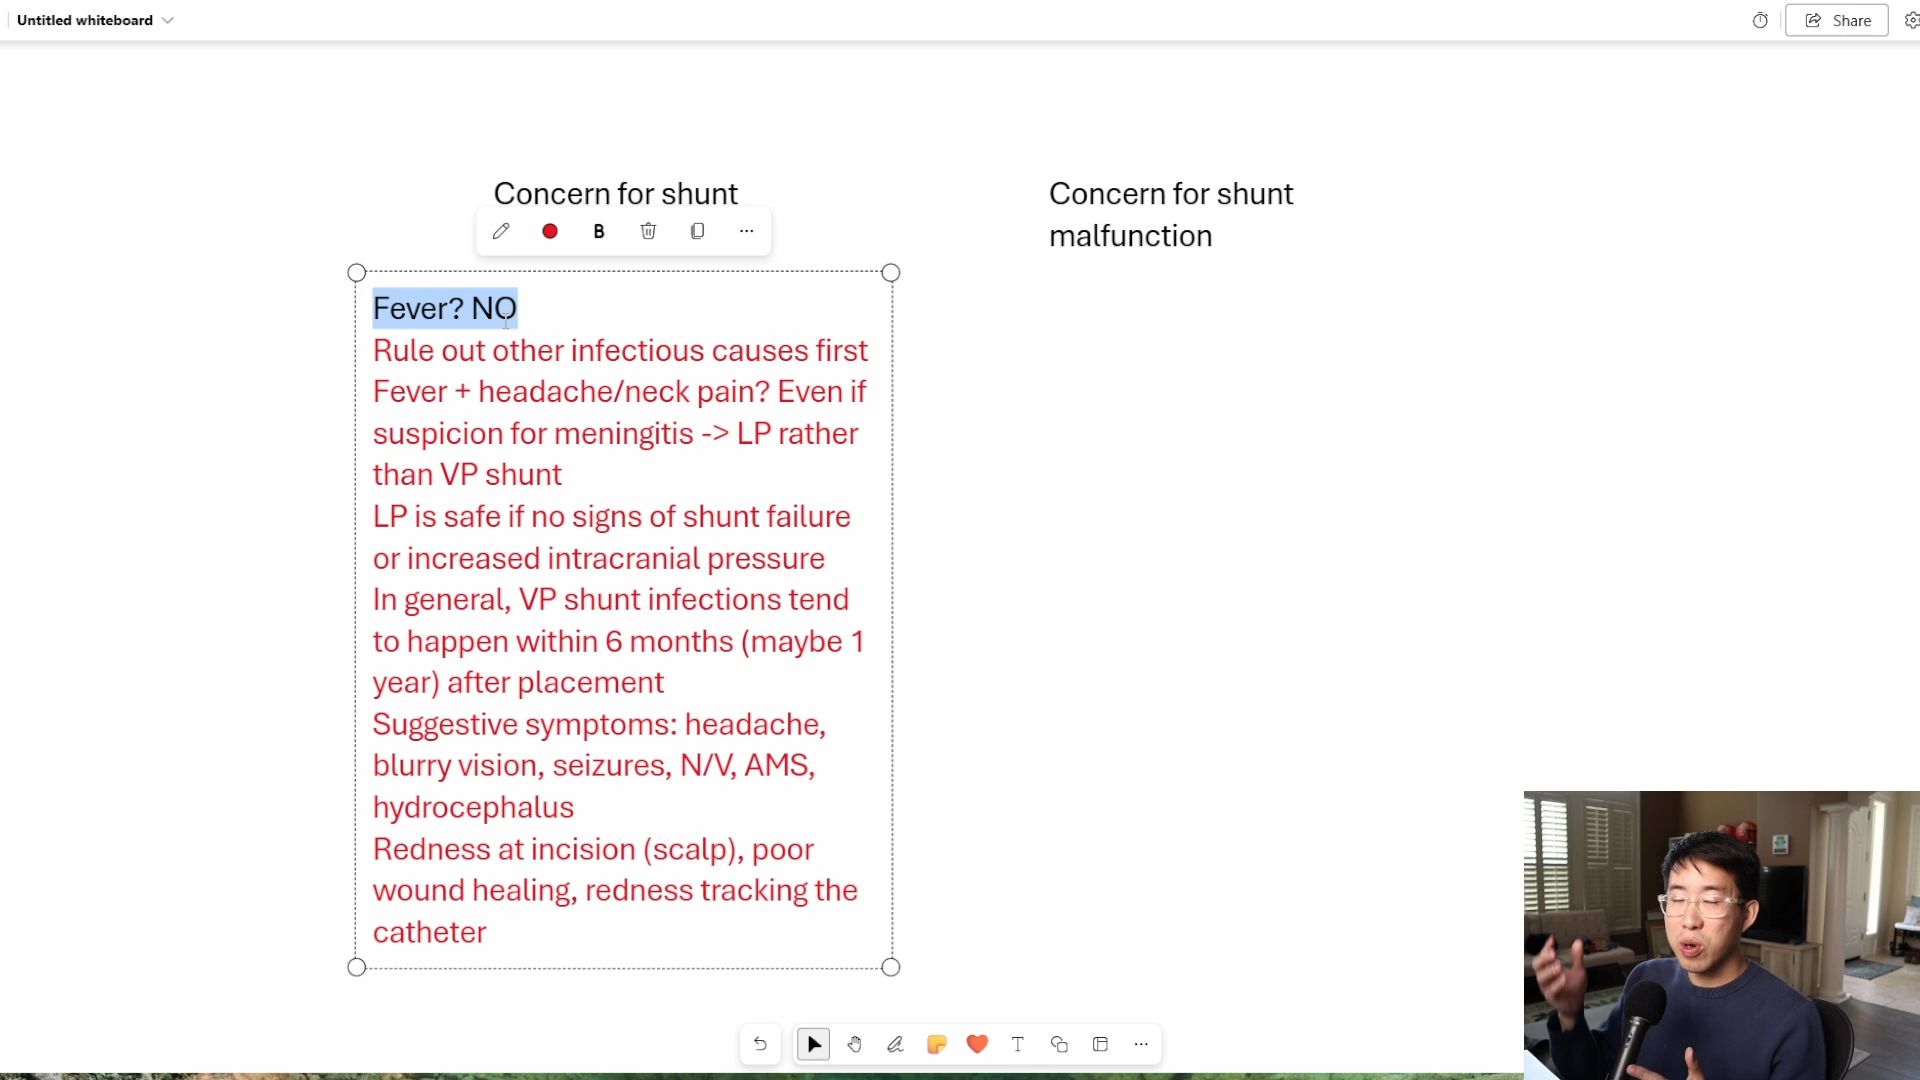 Untitled whiteboard
Share
Concern for shunt
B
Fever? NO
Rule out other infectious causes first
Fever + headache/neck pain? Even if
suspicion for meningitis -> LP rather
than VP shunt
LP is safe if no signs of shunt failure
or increased intracranial pressure
In general, VP shunt infections tend
to happen within 6 months (maybe 1
year) after placement
Suggestive symptoms: headache,
blurry vision, seizures, N/V, AMS,
hydrocephalus
Redness at incision (scalp), poor
wound healing, redness tracking the
catheter
Concern for shunt
malfunction